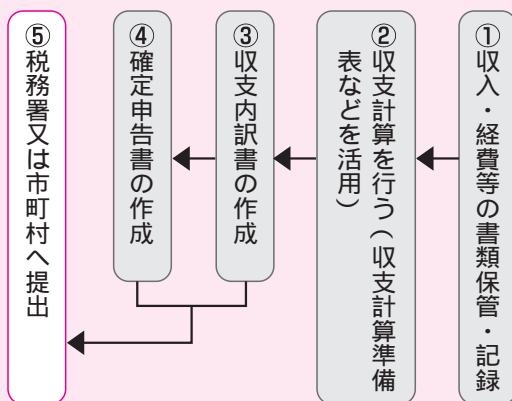 ①収入・経費等の書類保管・記録
②収支計算を行う（収支計算準備
表などを活用）
③収支内訳書の作成
④確定申告書の作成
⑤税務署又は市町村へ提出